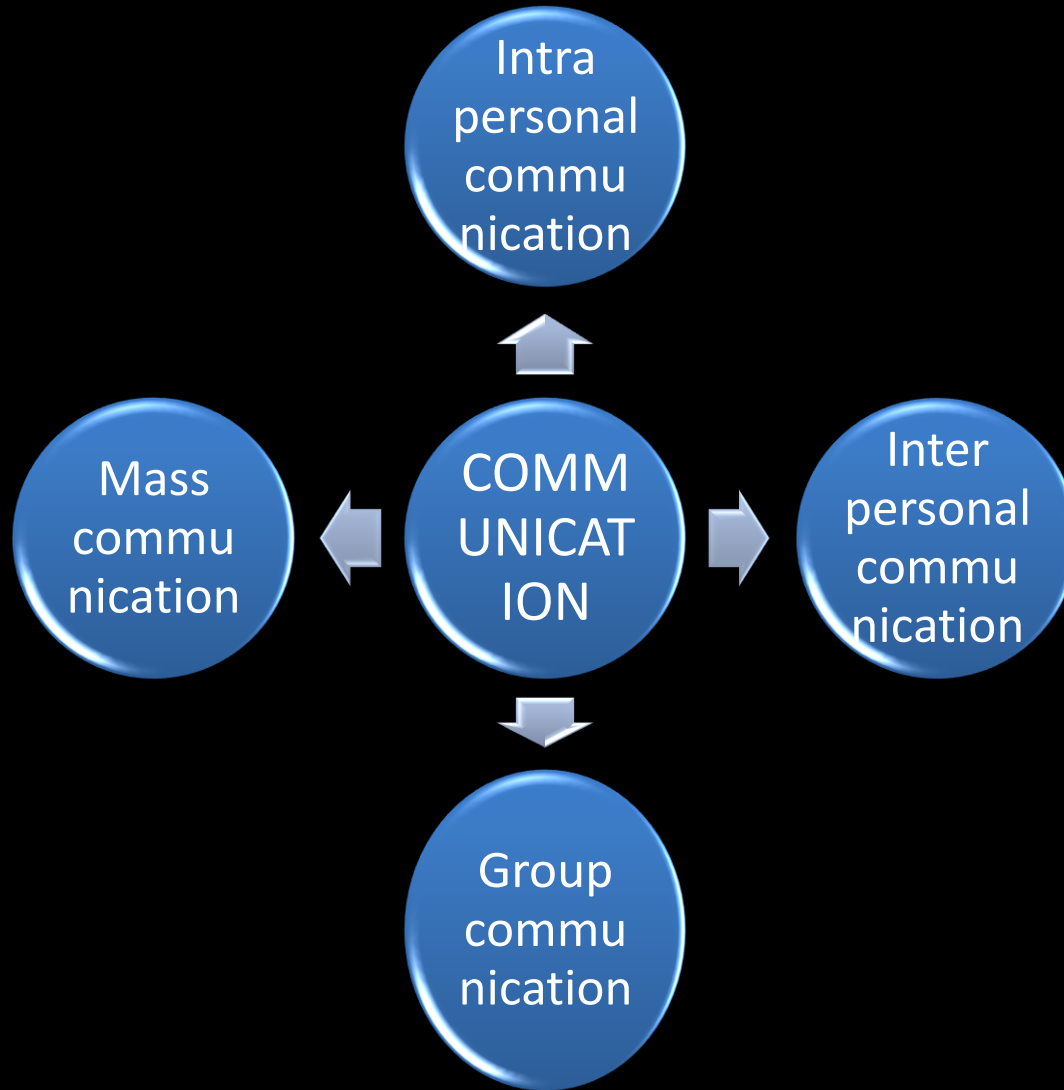 Intra
personal
commu
nication
Mass
commu
nication
COMM
UNICAT
ION
Inter
personal
commu
nication
Group
commu
nication